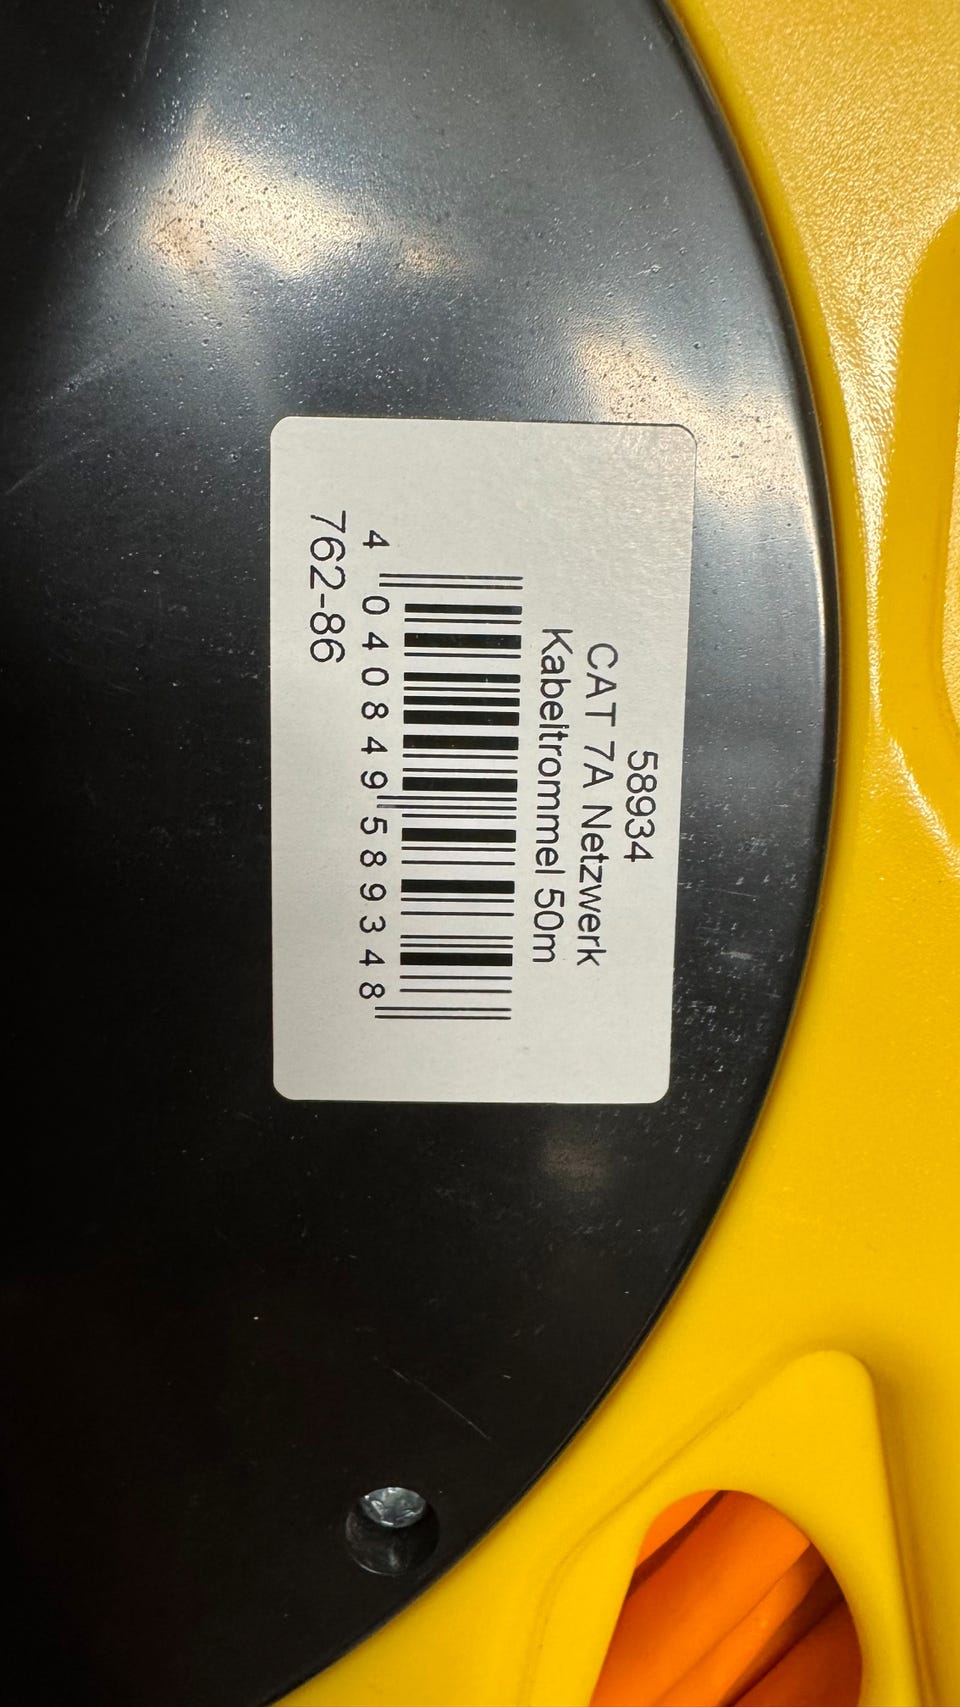 58934
CAT 7A Netzwerk
Kabeltrommel 50m
4 040849 589348
762-86